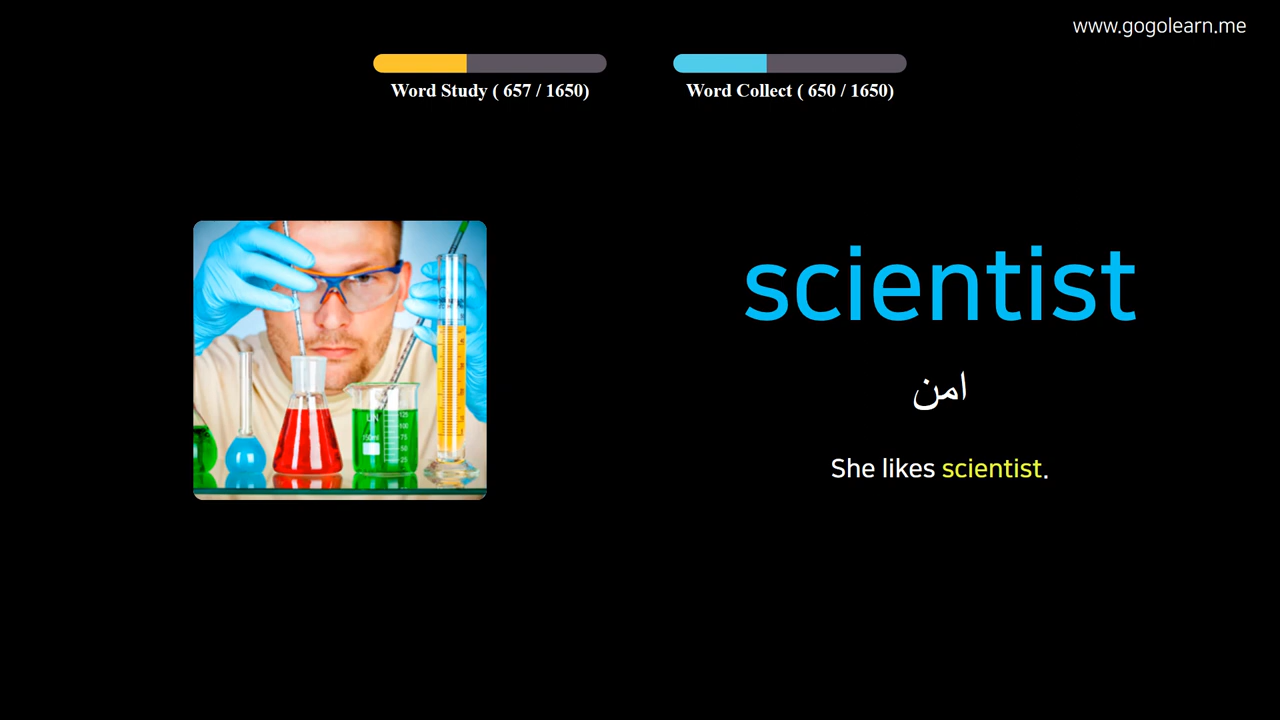 www.gogolearn.me
Word Study ( 657 / 1650)
Word Collect ( 650 / 1650)
scientist
امن
She likes scientist.